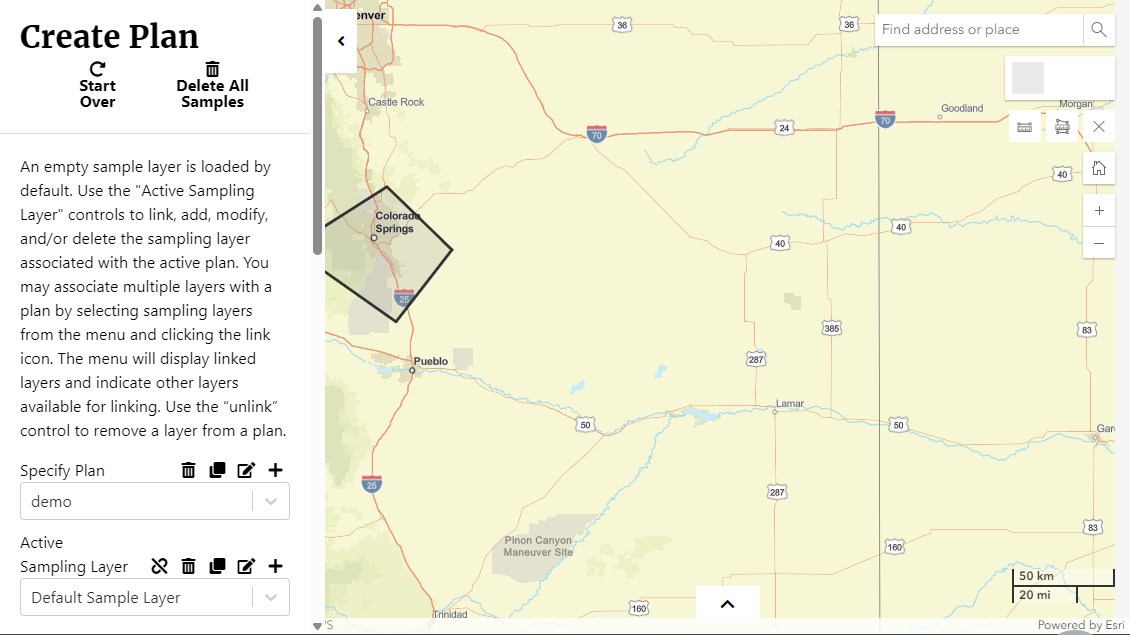 Create Plan
Start
Over
Delete All
Samples
An empty sample layer is loaded by
default. Use the "Active Sampling
Layer" controls to link, add, modify,
and/or delete the sampling layer
associated with the active plan. You
may associate multiple layers with a
plan by selecting sampling layers
from the menu and clicking the link
icon. The menu will display linked
layers and indicate other layers
available for linking. Use the “unlink”
control to remove a layer from a plan.
Specify Plan
demo
Active
Sampling Layer
Default Sample Layer
enver
36
36
Find address or place
Castle Rock
Goodland
Morgan
70
24
70
40
Colorado
Springs
40
40
25
385
83
287
Pueblo
Lamar
50
50
Gar
25
287
83
Pinon Canyon
Maneuver Site
160
50 km
20 mi
160
Trinidad
'S
Powered by Esri